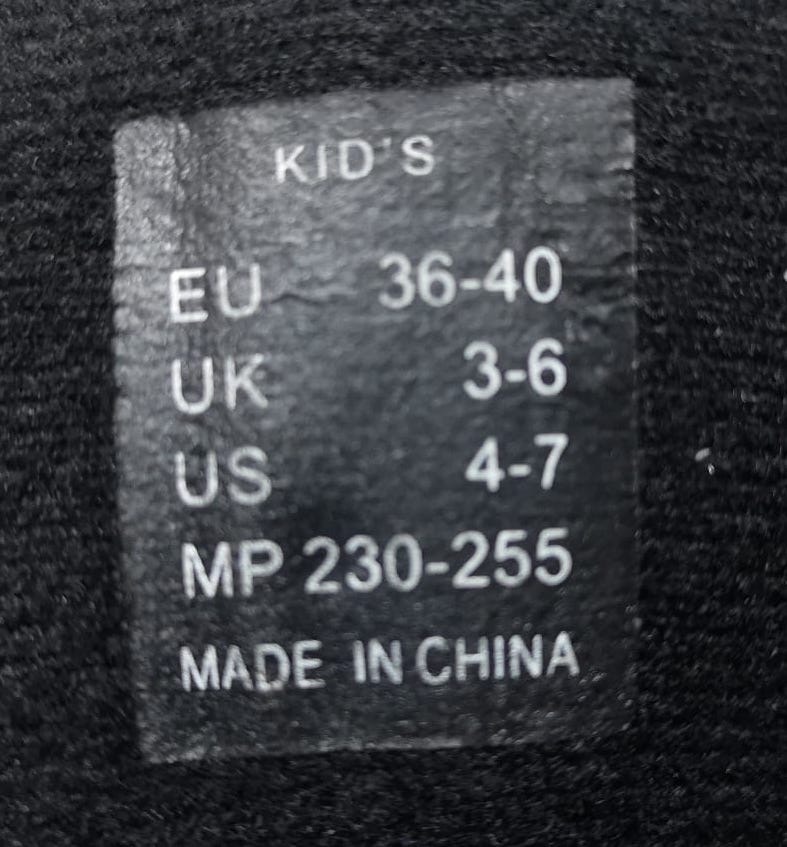 KID'S
EU 36-40
UK 3-6
US 4-7
MP 230-255
MADE IN CHINA